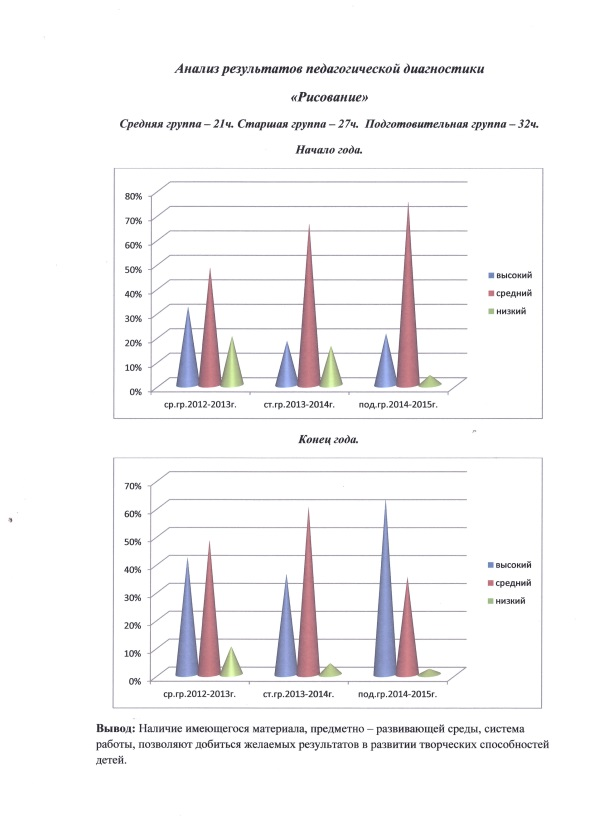 Анализ результатов педагогической диагностики
«Рисование»
Средняя группа – 21ч. Старшая группа – 27ч. Подготовительная группа – 32ч.
Начало года.
80%
70%
60%
50%
40%
30%
20%
10%
0%
ср.гр.2012-2013г.
ст.гр.2013-2014г.
под.гр.2014-2015г.
высокий
средний
низкий
Конец года.
70%
60%
50%
40%
30%
20%
10%
0%
ср.гр.2012-2013г.
ст.гр.2013-2014г.
под.гр.2014-2015г.
высокий
средний
низкий
Вывод: Наличие имеющегося материала, предметно – развивающей среды, система
работы, позволяют добиться желаемых результатов в развитии творческих способностей
детей.